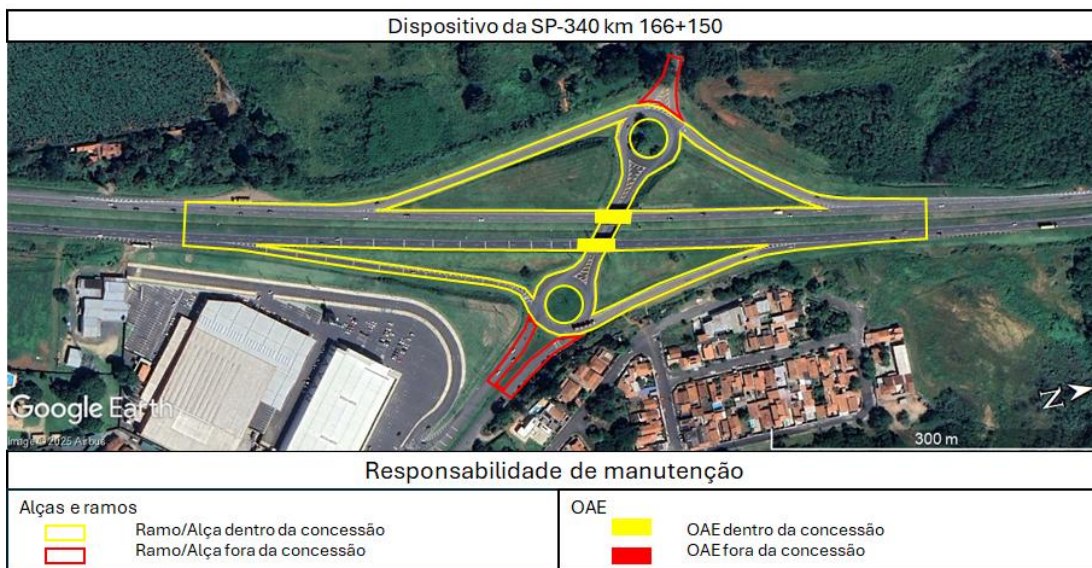 Dispositivo da SP-340 km 166+150
Google Earth
Image © 2025 Airbus
N
300 m
Responsabilidade de manutenção
Alças e ramos
Ramo/Alça dentro da concessão
Ramo/Alça fora da concessão
OAE
OAE dentro da concessão
OAE fora da concessão